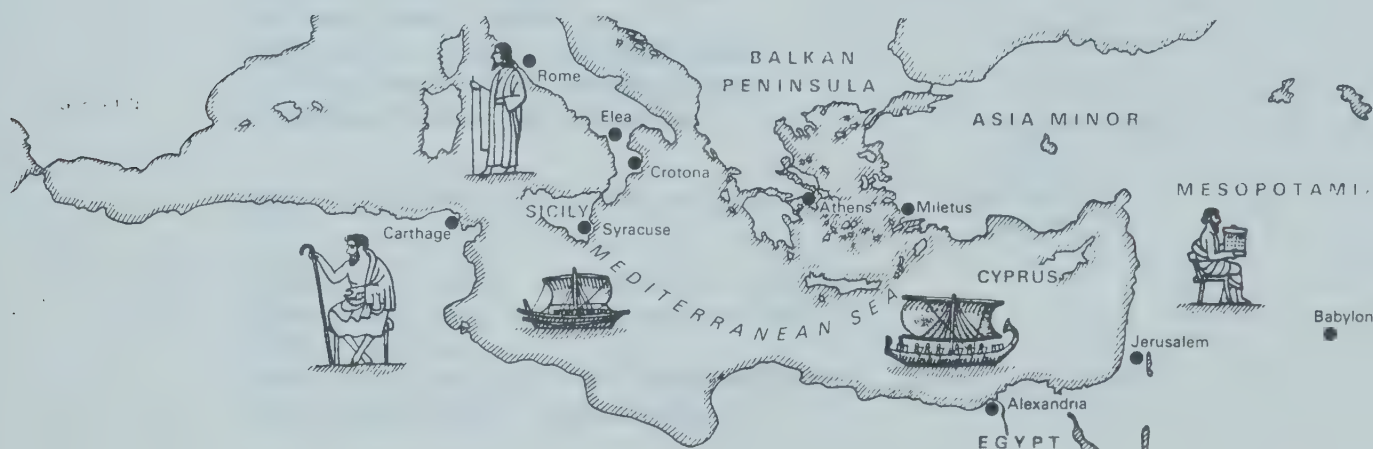 BALKAN
PENINSULA
Rome
ASIA MINOR
Elea
Crotona
MESOPOTAMI
SICILY
Athens
Miletus
Carthage
Syracuse
MEDITERRANEAN SEA
CYPRUS
Babylon
Jerusalem
Alexandria
EGYPT